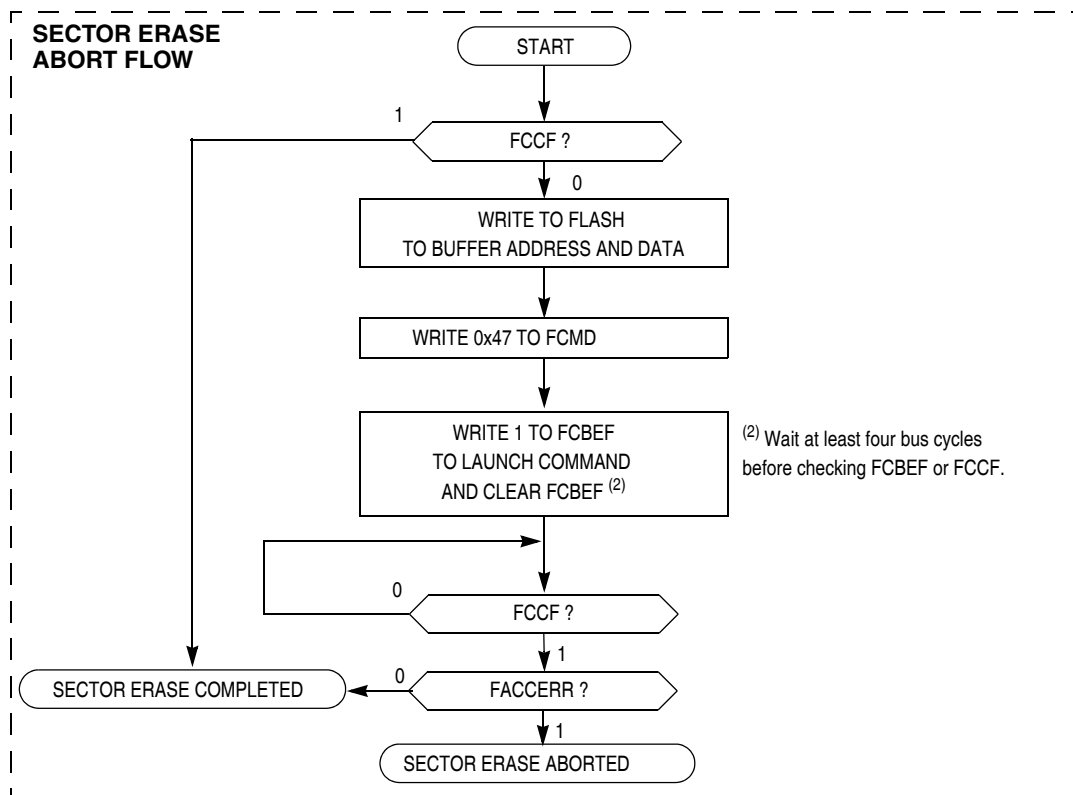 SECTOR ERASE
ABORT FLOW
START
1
FCCF ?
0
WRITE TO FLASH
TO BUFFER ADDRESS AND DATA
WRITE 0x47 TO FCMD
WRITE 1 TO FCBEF
TO LAUNCH COMMAND
AND CLEAR FCBEF (2)
(2) Wait at least four bus cycles
before checking FCBEF or FCCF.
0
FCCF ?
1
SECTOR ERASE COMPLETED
0
FACCERR ?
1
SECTOR ERASE ABORTED